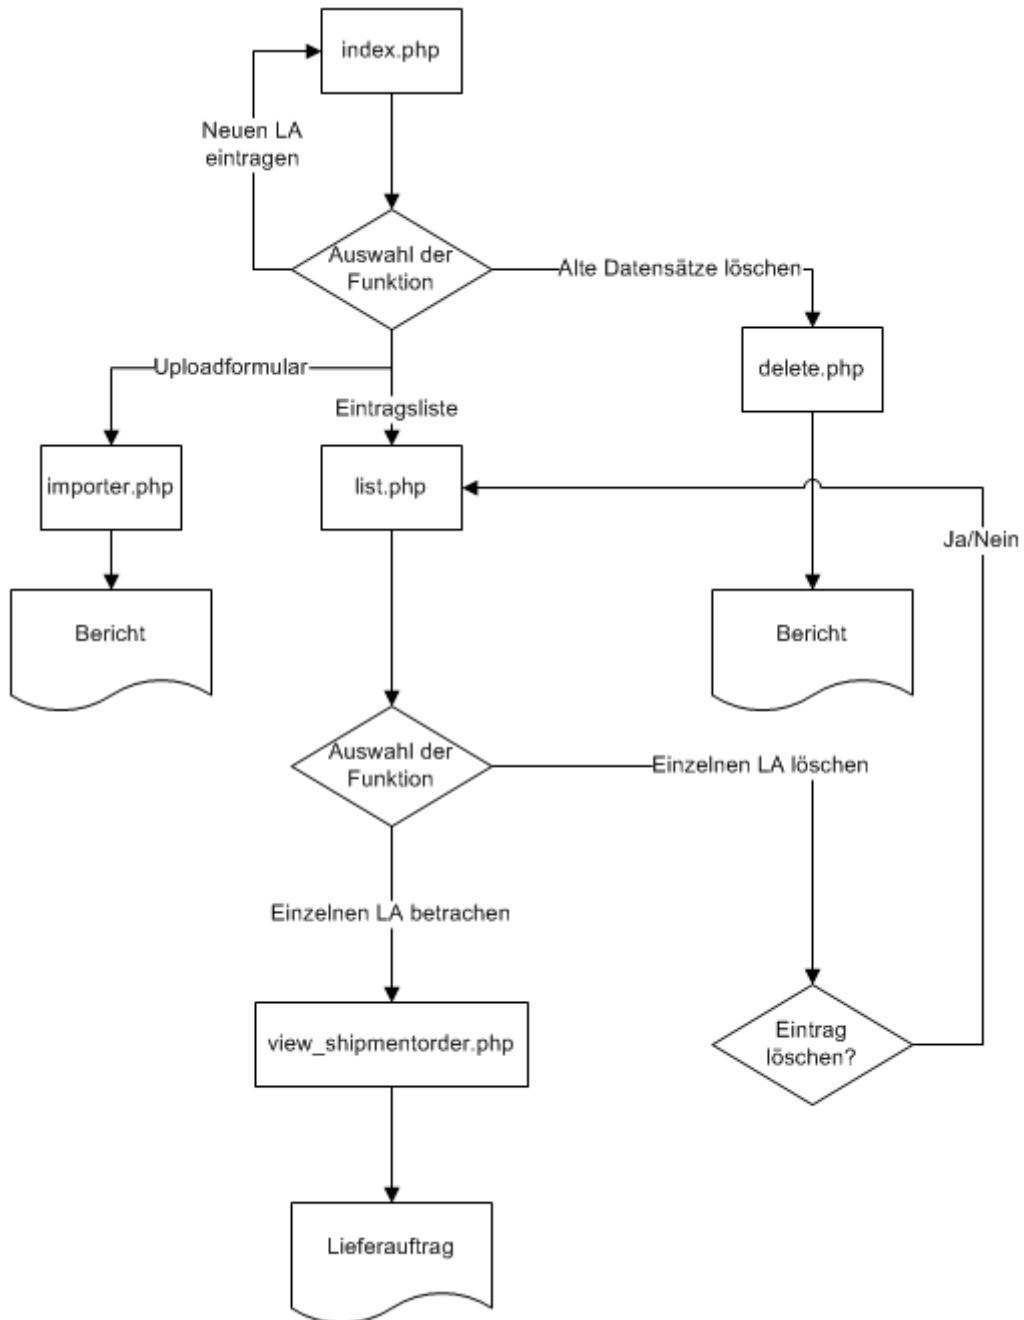 index.php
Neuen LA
eintragen
Auswahl der
Funktion
Alte Datensätze löschen
Uploadformular
delete.php
Eintragsliste
importer.php
list.php
Ja/Nein
Bericht
Bericht
Auswahl der
Funktion
Einzelnen LA löschen
Einzelnen LA betrachen
Eintrag
löschen?
view_shipmentorder.php
Lieferauftrag